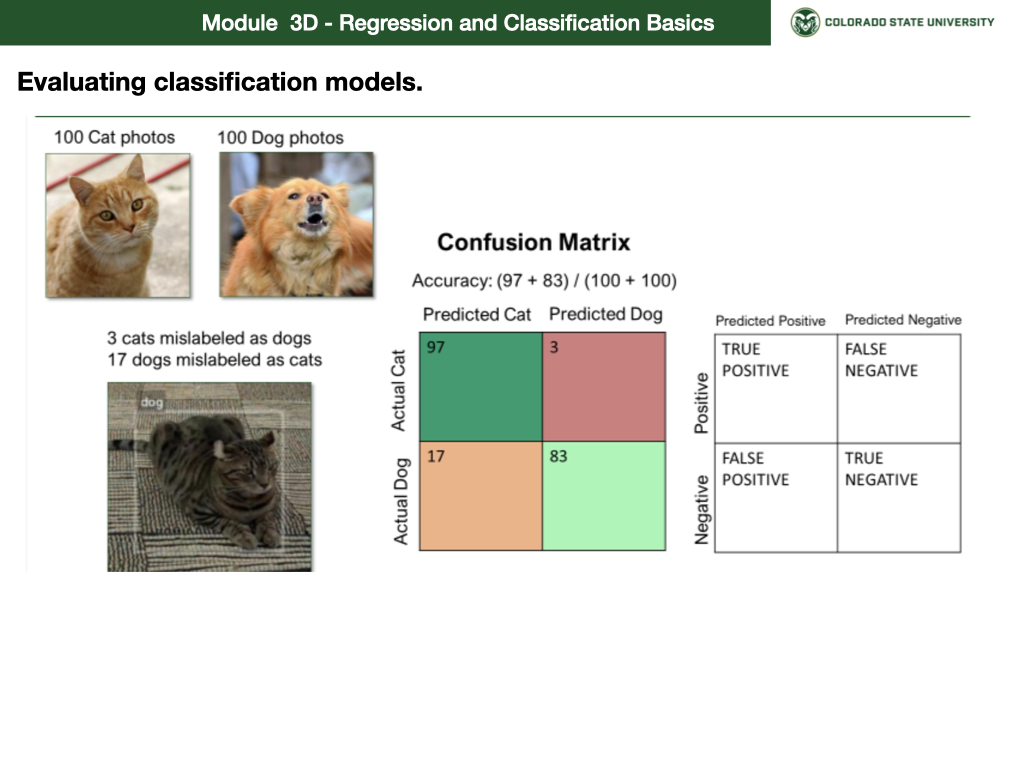 Module 3D - Regression and Classification Basics
COLORADO STATE UNIVERSITY
Evaluating classification models.
100 Cat photos
100 Dog photos
3 cats mislabeled as dogs
17 dogs mislabeled as cats
dog
Confusion Matrix
Accuracy: (97 + 83) / (100 + 100)
Predicted Cat Predicted Dog
Actual Cat
97 3
Actual Dog
17 83
Predicted Positive Predicted Negative
Positive
TRUE
POSITIVE
FALSE
NEGATIVE
Negative
FALSE
POSITIVE
TRUE
NEGATIVE